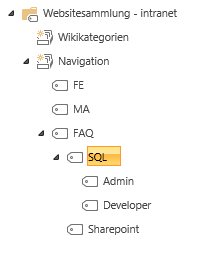 Websitesammlung - intranet
Wikikategorien
Navigation
FE
MA
FAQ
SQL
Admin
Developer
Sharepoint